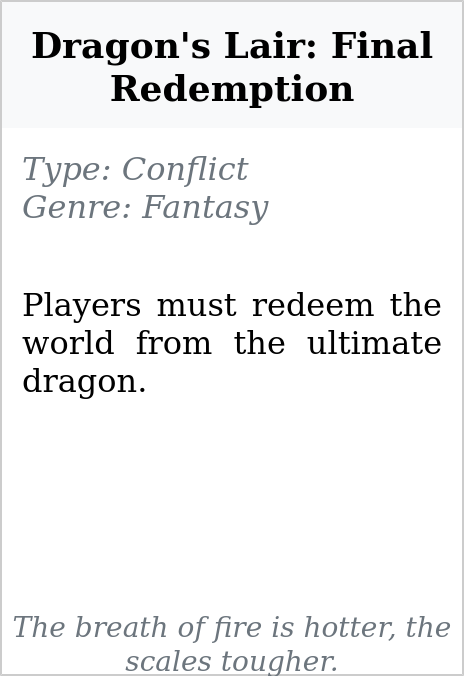 Dragon's Lair: Final
Redemption
Type: Conflict
Genre: Fantasy
Players must redeem the
world from the ultimate
dragon.
The breath of fire is hotter, the
scales tougher.